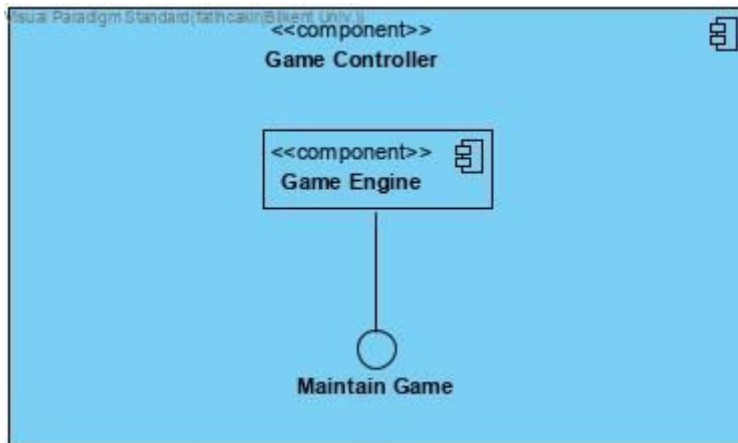 Visual Paradigm Standard(fatihcakir(Bilkent Univ.))
<<component>>
Game Controller
<<component>>
Game Engine
Maintain Game